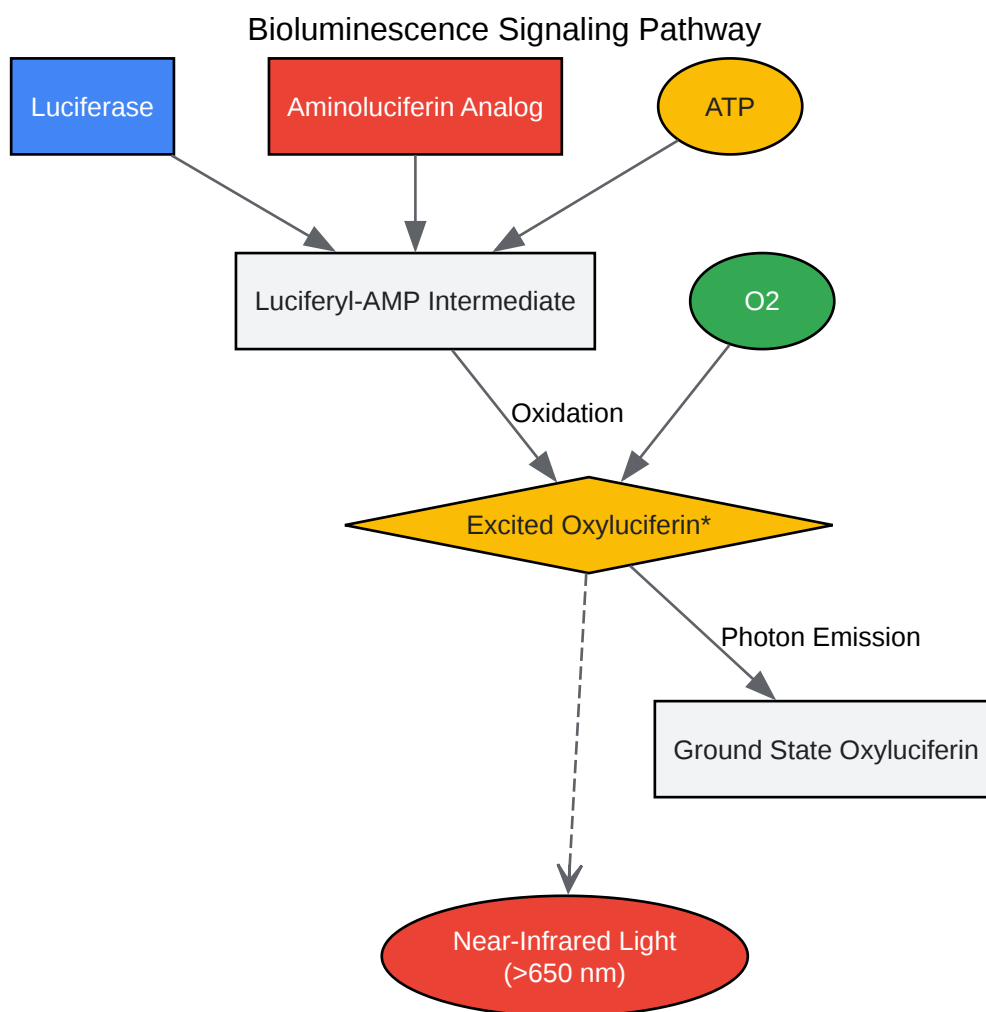 Bioluminescence Signaling Pathway
Luciferase
Aminoluciferin Analog
ATP
Luciferyl-AMP Intermediate
O2
Oxidation
Excited Oxyluciferin*
Photon Emission
Ground State Oxyluciferin
Near-Infrared Light
(>650 nm)